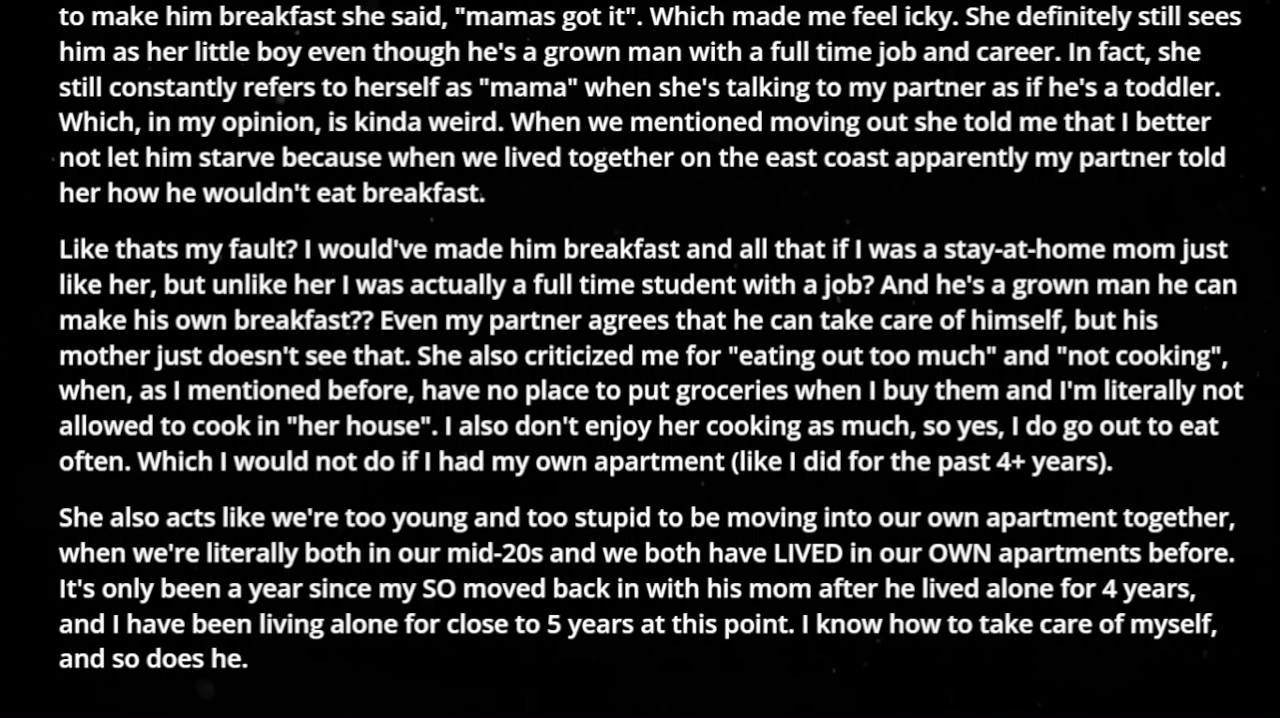 to make him breakfast she said, "mamas got it". Which made me feel icky. She definitely still sees
him as her little boy even though he's a grown man with a full time job and career. In fact, she
still constantly refers to herself as "mama" when she's talking to my partner as if he's a toddler.
Which, in my opinion, is kinda weird. When we mentioned moving out she told me that I better
not let him starve because when we lived together on the east coast apparently my partner told
her how he wouldn't eat breakfast.
Like thats my fault? I would've made him breakfast and all that if I was a stay-at-home mom just
like her, but unlike her I was actually a full time student with a job? And he's a grown man he can
make his own breakfast?? Even my partner agrees that he can take care of himself, but his
mother just doesn't see that. She also criticized me for "eating out too much" and "not cooking",
when, as I mentioned before, have no place to put groceries when I buy them and I'm literally not
allowed to cook in "her house". I also don't enjoy her cooking as much, so yes, I do go out to eat
often. Which I would not do if I had my own apartment (like I did for the past 4+ years).
She also acts like we're too young and too stupid to be moving into our own apartment together,
when we're literally both in our mid-20s and we both have LIVED in our OWN apartments before.
It's only been a year since my SO moved back in with his mom after he lived alone for 4 years,
and I have been living alone for close to 5 years at this point. I know how to take care of myself,
and so does he.